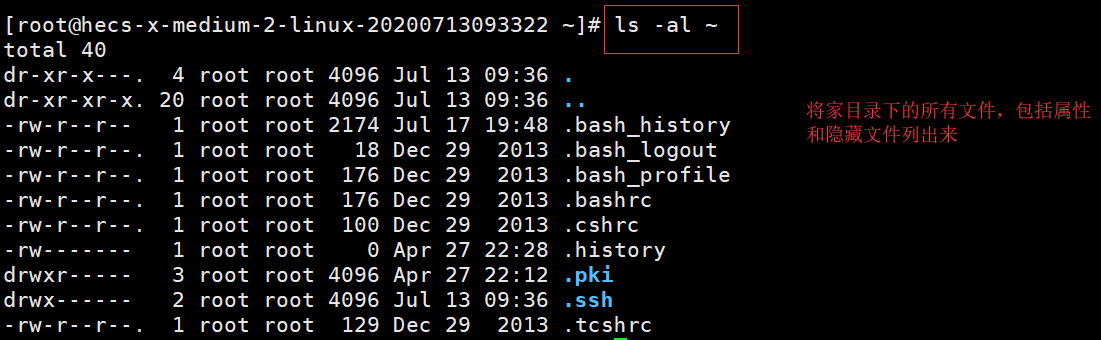 [root@hecs-x-medium-2-linux-20200713093322 ~]# ls -al ~
total 40
dr-xr-x---.  4 root root 4096 Jul 13 09:36 .
dr-xr-xr-x. 20 root root 4096 Jul 13 09:36 ..
-rw-r--r--   1 root root 2174 Jul 17 19:48 .bash_history
-rw-r--r--.  1 root root   18 Dec 29  2013 .bash_logout
-rw-r--r--.  1 root root  176 Dec 29  2013 .bash_profile
-rw-r--r--.  1 root root  176 Dec 29  2013 .bashrc
-rw-r--r--.  1 root root  100 Dec 29  2013 .cshrc
-rw-------   1 root root    0 Apr 27 22:28 .history
drwxr-----   3 root root 4096 Apr 27 22:12 .pki
drwx------   2 root root 4096 Jul 13 09:36 .ssh
-rw-r--r--.  1 root root  129 Dec 29  2013 .tcshrc
将家目录下的所有文件，包括属性
和隐藏文件列出来